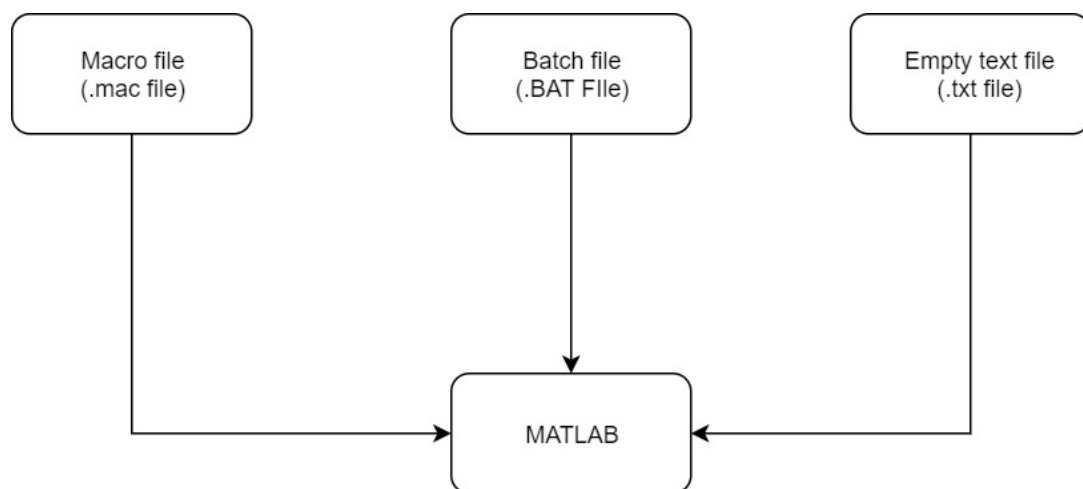 Macro file
(.mac file)
Batch file
(.BAT FIle)
Empty text file
(.txt file)
MATLAB